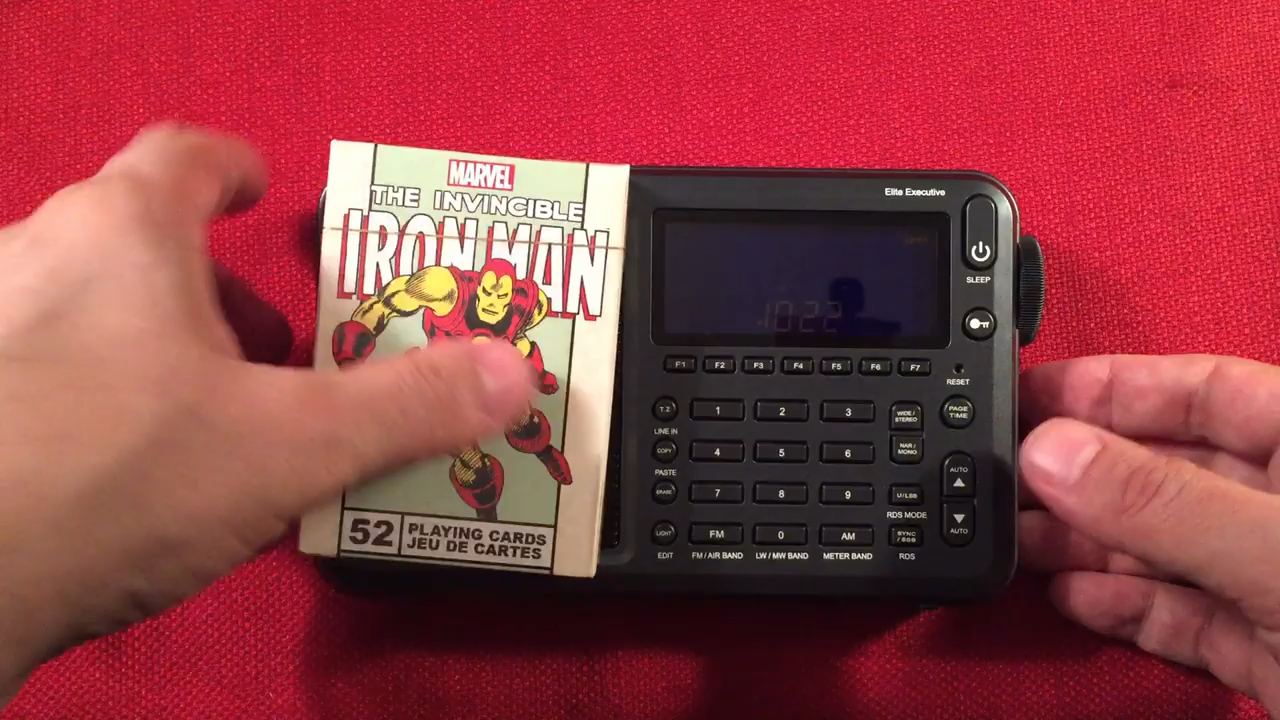 MARVEL
THE INVINCIBLE
IRON MAN
52 PLAYING CARDS
JEU DE CARTES
Elite Executive
10:22
SLEEP
F1 F2 F3 F4 F5 F6 F7
RESET
T.Z 1 2 3 WIDE / STEREO PAGE TIME
LINE IN
COPY 4 5 6 NAR / MONO
PASTE
AUTO
ERASE 7 8 9 U/LSB
RDS MODE
AUTO
LIGHT FM 0 AM SYNC
EDIT FM / AIR BAND LW / MW BAND METER BAND RDS